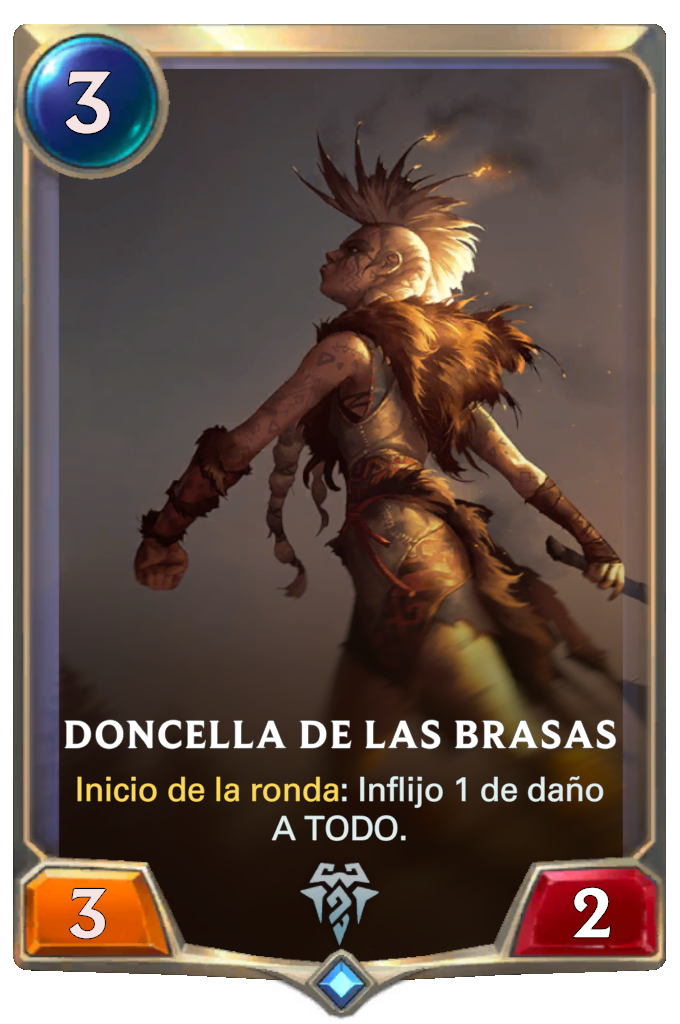 3
DONCELLA DE LAS BRASAS
Inicio de la ronda: Inflijo 1 de daño
A TODO.
3 2